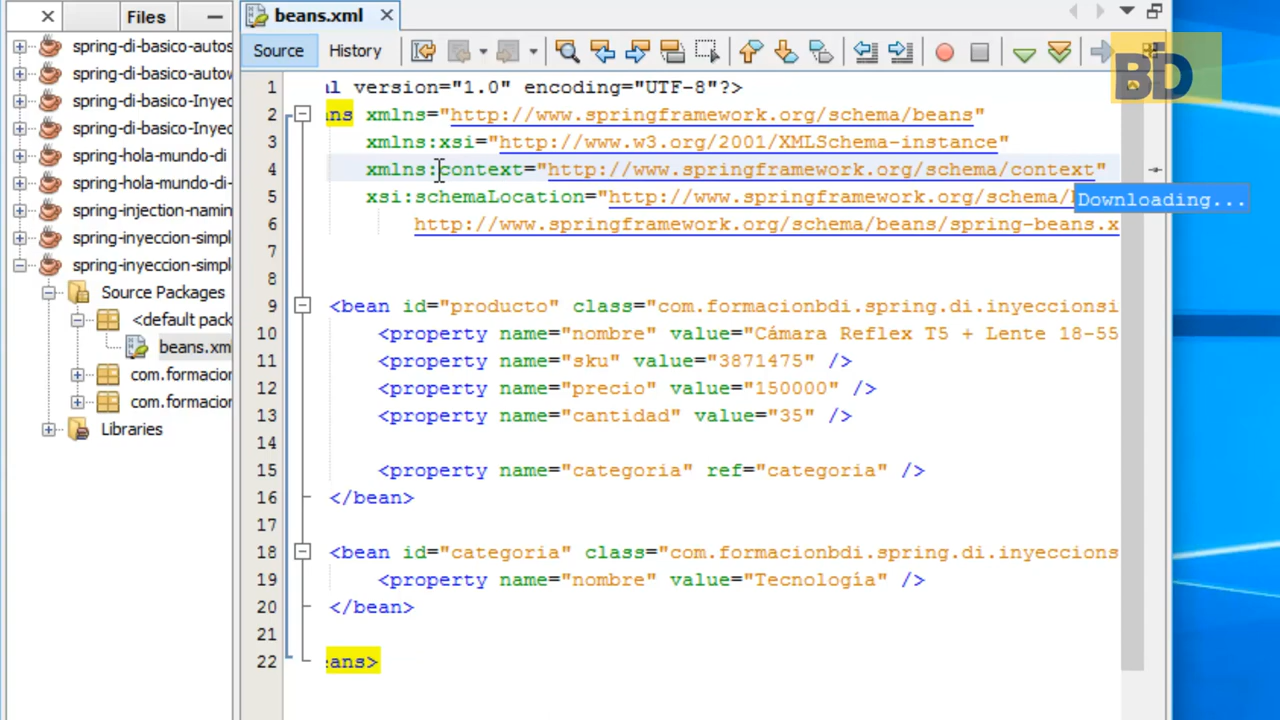 Files
beans.xml
Source History
spring-di-basico-autos
spring-di-basico-autow
spring-di-basico-Inyec
spring-di-basico-Inyec
spring-hola-mundo-di
spring-hola-mundo-di-
spring-injection-namin
spring-inyeccion-simpl
spring-inyeccion-simpl
Source Packages
<default pack
beans.xml
com.formacion
com.formacion
Libraries
BD
Downloading...
1 ml version="1.0" encoding="UTF-8"?>
2 ans xmlns="http://www.springframework.org/schema/beans"
3 xmlns:xsi="http://www.w3.org/2001/XMLSchema-instance"
4 xmlns:context="http://www.springframework.org/schema/context"
5 xsi:schemaLocation="http://www.springframework.org/schema/
6 http://www.springframework.org/schema/beans/spring-beans.x
7
8
9 <bean id="producto" class="com.formacionbdi.spring.di.inyeccionsi
10 <property name="nombre" value="Cámara Reflex T5 + Lente 18-55
11 <property name="sku" value="3871475" />
12 <property name="precio" value="150000" />
13 <property name="cantidad" value="35" />
14
15 <property name="categoria" ref="categoria" />
16 </bean>
17
18 <bean id="categoria" class="com.formacionbdi.spring.di.inyeccions
19 <property name="nombre" value="Tecnología" />
20 </bean>
21
22 eans>